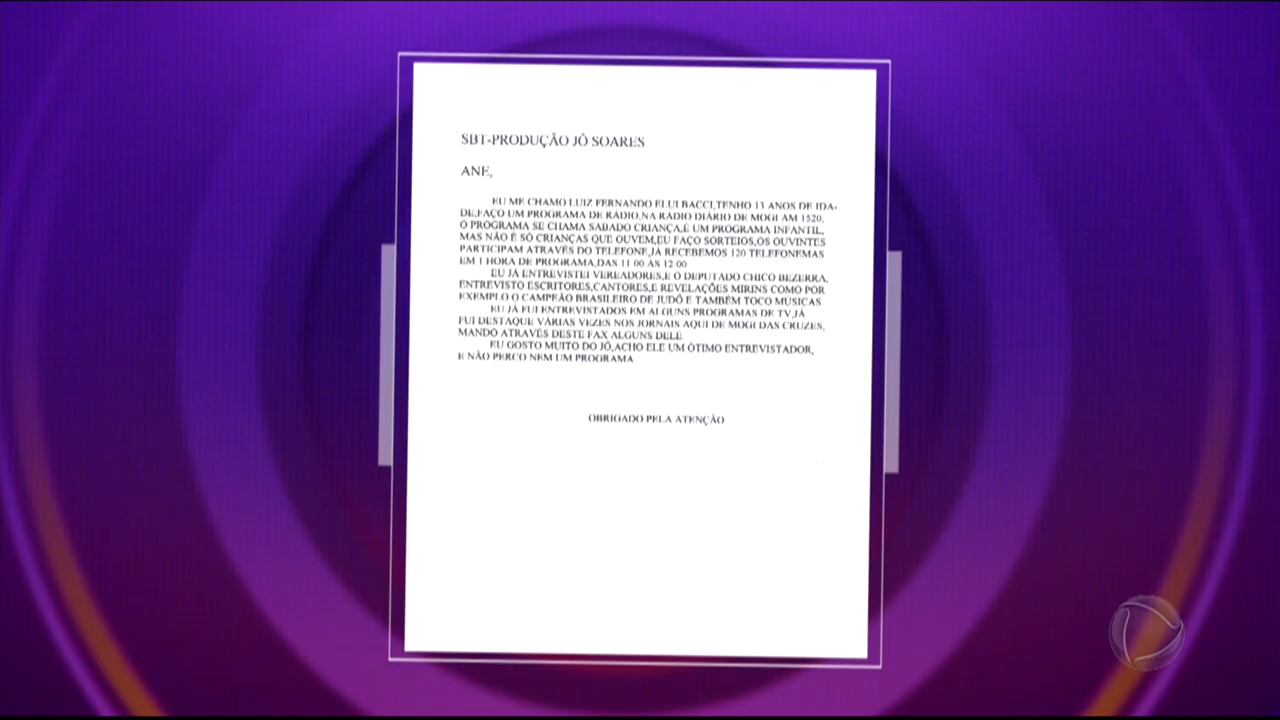 SBT-PRODUÇÃO JÔ SOARES
ANE,
EU ME CHAMO LUIZ FERNANDO ELUI BACCI,TENHO 13 ANOS DE IDA-
DE,FAÇO UM PROGRAMA DE RÁDIO,NA RÁDIO DIÁRIO DE MOGI AM 1520,
O PROGRAMA SE CHAMA SÁBADO CRIANÇA,É UM PROGRAMA INFANTIL,
MAS NÃO É SÓ CRIANÇAS QUE OUVEM,EU FAÇO SORTEIOS,OS OUVINTES
PARTICIPAM ATRAVÉS DO TELEFONE,JÁ RECEBEMOS 120 TELEFONEMAS
EM 1 HORA DE PROGRAMA,DAS 11 00 ÀS 12 00
EU JÁ ENTREVISTEI VEREADORES,E O DEPUTADO CHICO BEZERRA,
ENTREVISTO ESCRITORES,CANTORES,E REVELAÇÕES MIRINS COMO POR
EXEMPLO O CAMPEÃO BRASILEIRO DE JUDÔ E TAMBÉM TOCO MÚSICAS
EU JÁ FUI ENTREVISTADOS EM ALGUNS PROGRAMAS DE TV,JÁ
FUI DESTAQUE VÁRIAS VEZES NOS JORNAIS AQUI DE MOGI DAS CRUZES,
MANDO ATRAVÉS DESTE FAX ALGUNS DELE
EU GOSTO MUITO DO JÔ,ACHO ELE UM ÓTIMO ENTREVISTADOR,
E NÃO PERCO NEM UM PROGRAMA
OBRIGADO PELA ATENÇÃO